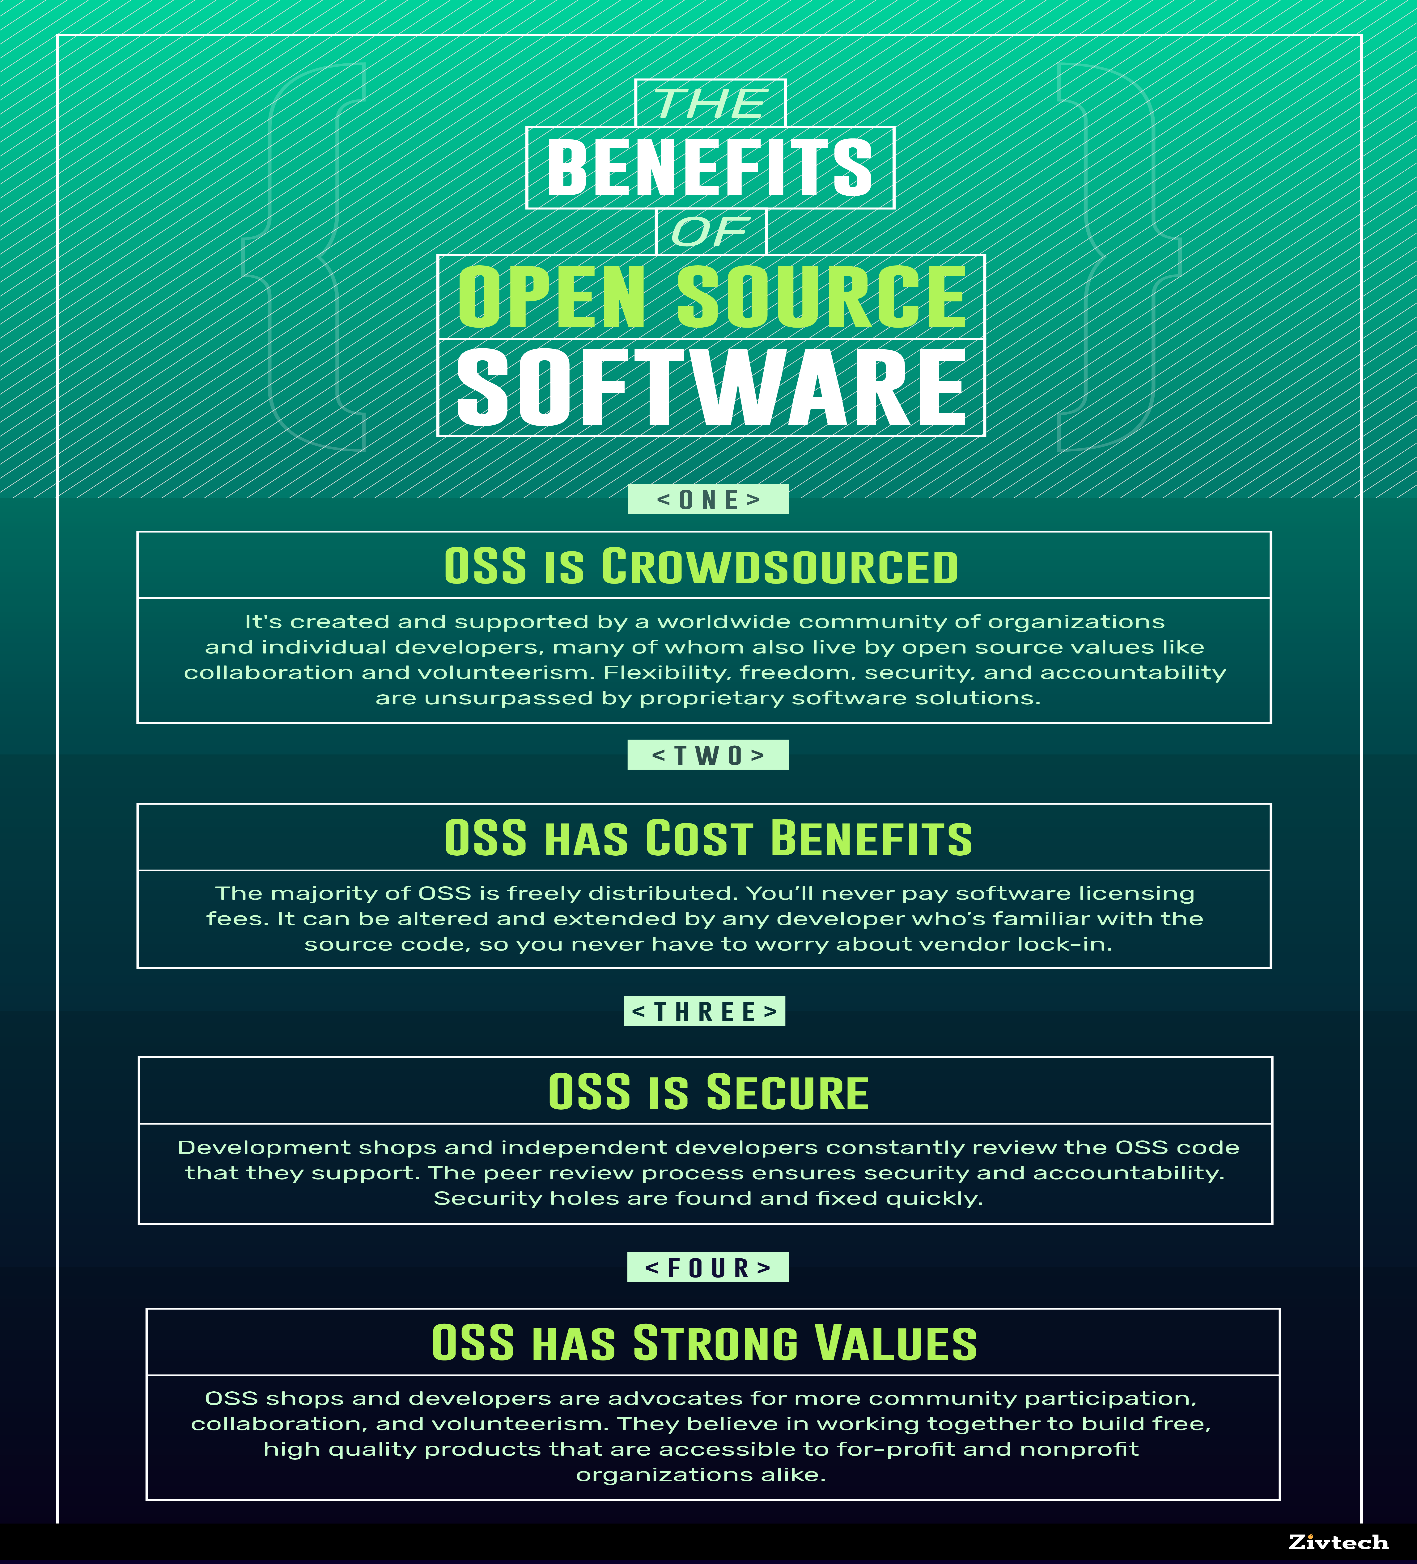 THE
BENEFITS
OF
OPEN SOURCE
SOFTWARE
<ONE>
OSS IS CROWDSOURCED
It's created and supported by a worldwide community of organizations
and individual developers, many of whom also live by open source values like
collaboration and volunteerism. Flexibility, freedom, security, and accountability
are unsurpassed by proprietary software solutions.
<TWO>
OSS HAS COST BENEFITS
The majority of OSS is freely distributed. You’ll never pay software licensing
fees. It can be altered and extended by any developer who’s familiar with the
source code, so you never have to worry about vendor lock-in.
<THREE>
OSS IS SECURE
Development shops and independent developers constantly review the OSS code
that they support. The peer review process ensures security and accountability.
Security holes are found and fixed quickly.
<FOUR>
OSS HAS STRONG VALUES
OSS shops and developers are advocates for more community participation,
collaboration, and volunteerism. They believe in working together to build free,
high quality products that are accessible to for-profit and nonprofit
organizations alike.
Zivtech